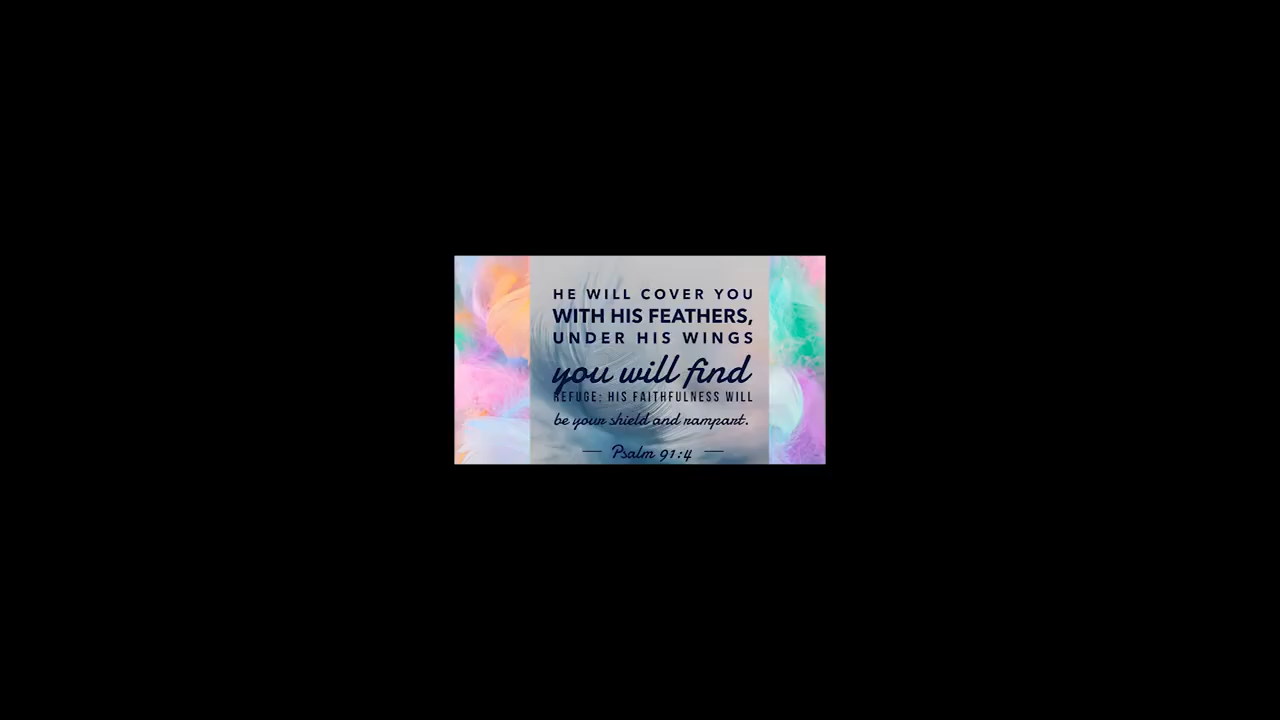 HE WILL COVER YOU
WITH HIS FEATHERS,
UNDER HIS WINGS
you will find
REFUGE: HIS FAITHFULNESS WILL
be your shield and rampart.
Psalm 91:4